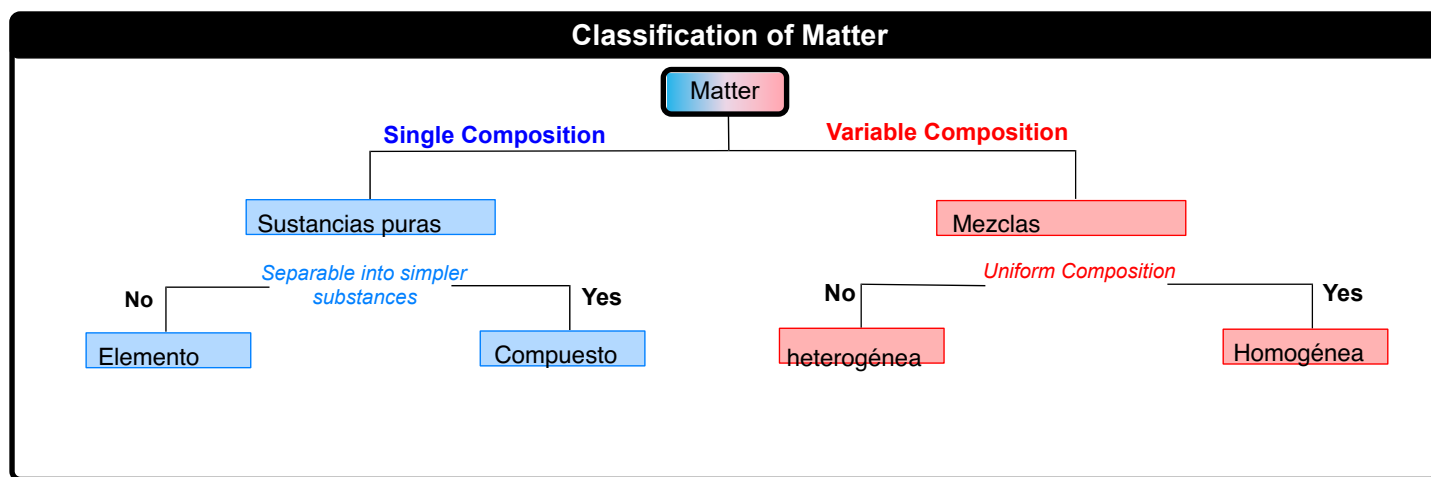 Classification of Matter
Matter
Single Composition
Variable Composition
Sustancias puras
Mezclas
Separable into simpler
substances
Uniform Composition
No
Yes
No
Yes
Elemento
Compuesto
heterogénea
Homogénea